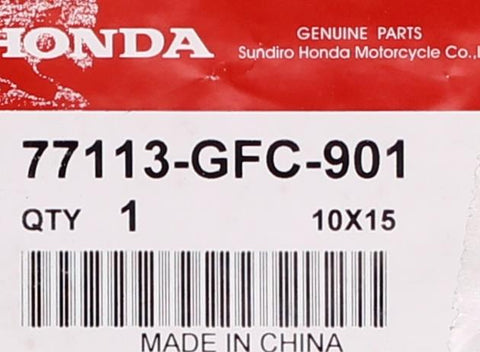 HONDA
GENUINE PARTS
Sundiro Honda Motorcycle Co.,
77113-GFC-901
QTY 1 10X15
MADE IN CHINA